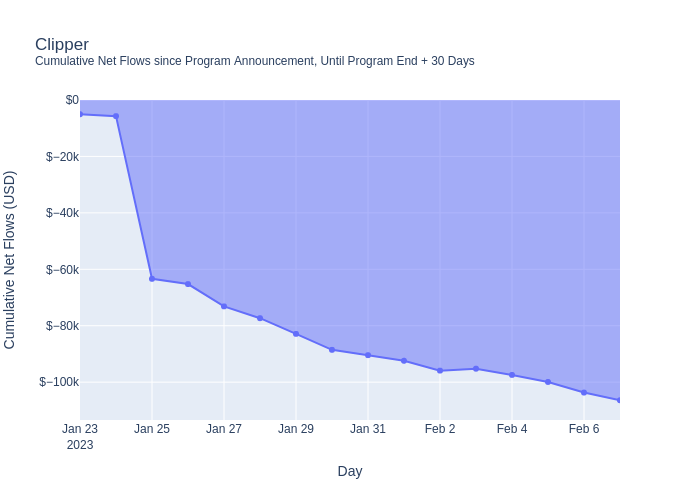 Clipper
Cumulative Net Flows since Program Announcement, Until Program End + 30 Days
Cumulative Net Flows (USD)
$0
$−20k
$−40k
$−60k
$−80k
$−100k
Jan 23 Jan 25 Jan 27 Jan 29 Jan 31 Feb 2 Feb 4 Feb 6
2023
Day